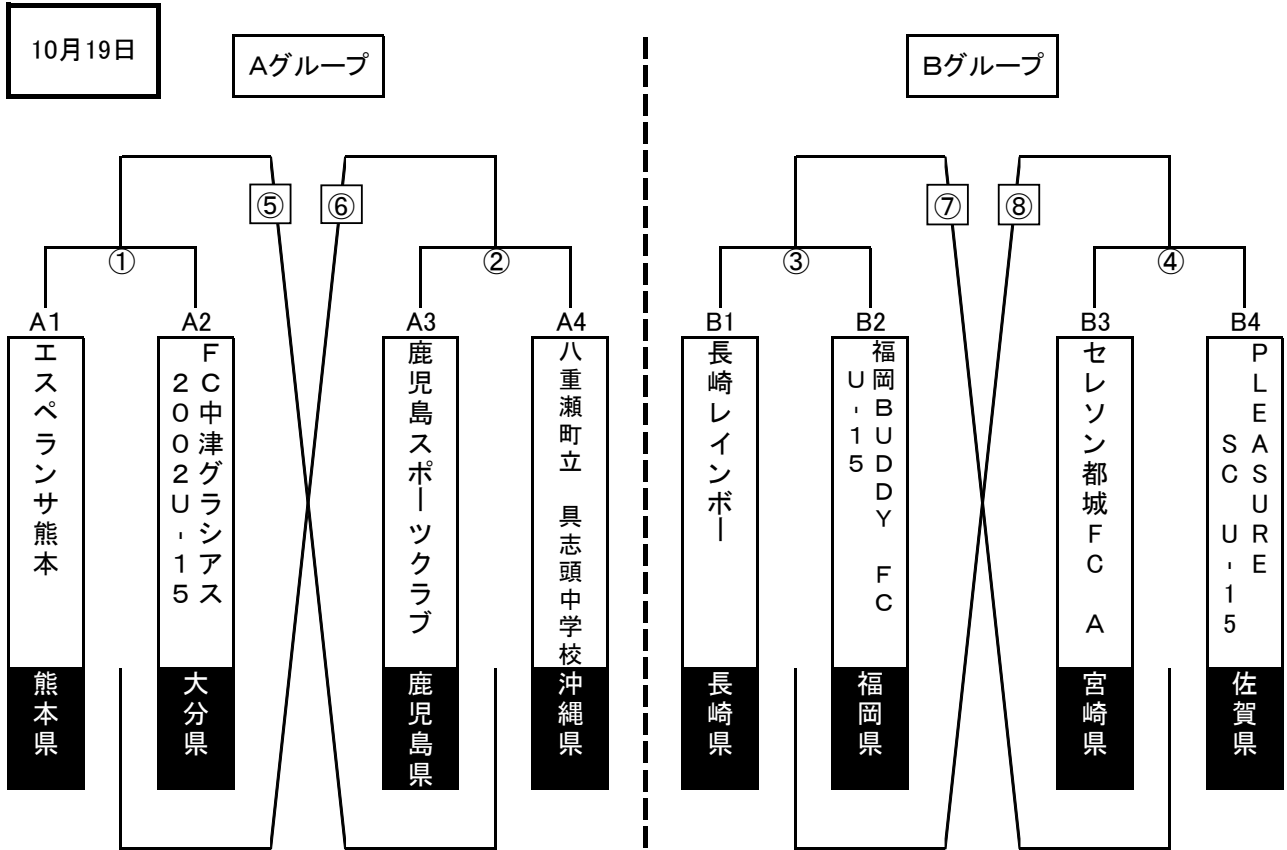 10月19日
Aグループ
Bグループ
⑤
⑥
⑦
⑧
①
②
③
④
A1
A2
A3
A4
B1
B2
B3
B4
エスペランサ熊本
FC中津グラシアス
2002U-15
鹿児島スポーツクラブ
八重瀬町立 具志頭中学校
長崎レインボー
福岡BUDDY FC
U-15
セレソン都城FC A
PLEASURE
SC U-15
熊本県
大分県
鹿児島県
沖縄県
長崎県
福岡県
宮崎県
佐賀県